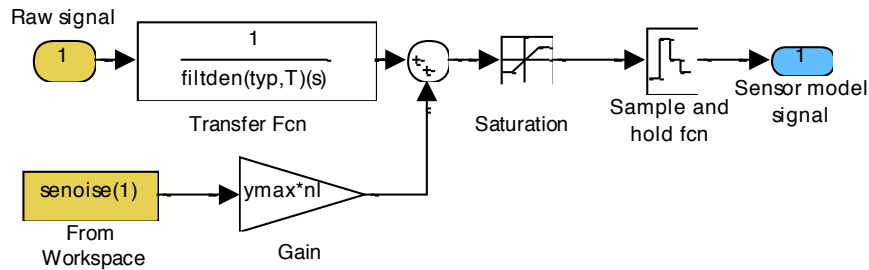 Raw signal
1
1
filtden(typ,T)(s)
Transfer Fcn
Saturation
Sample and
hold fcn
1
Sensor model
signal
senoise(1)
From
Workspace
ymax*nl
Gain